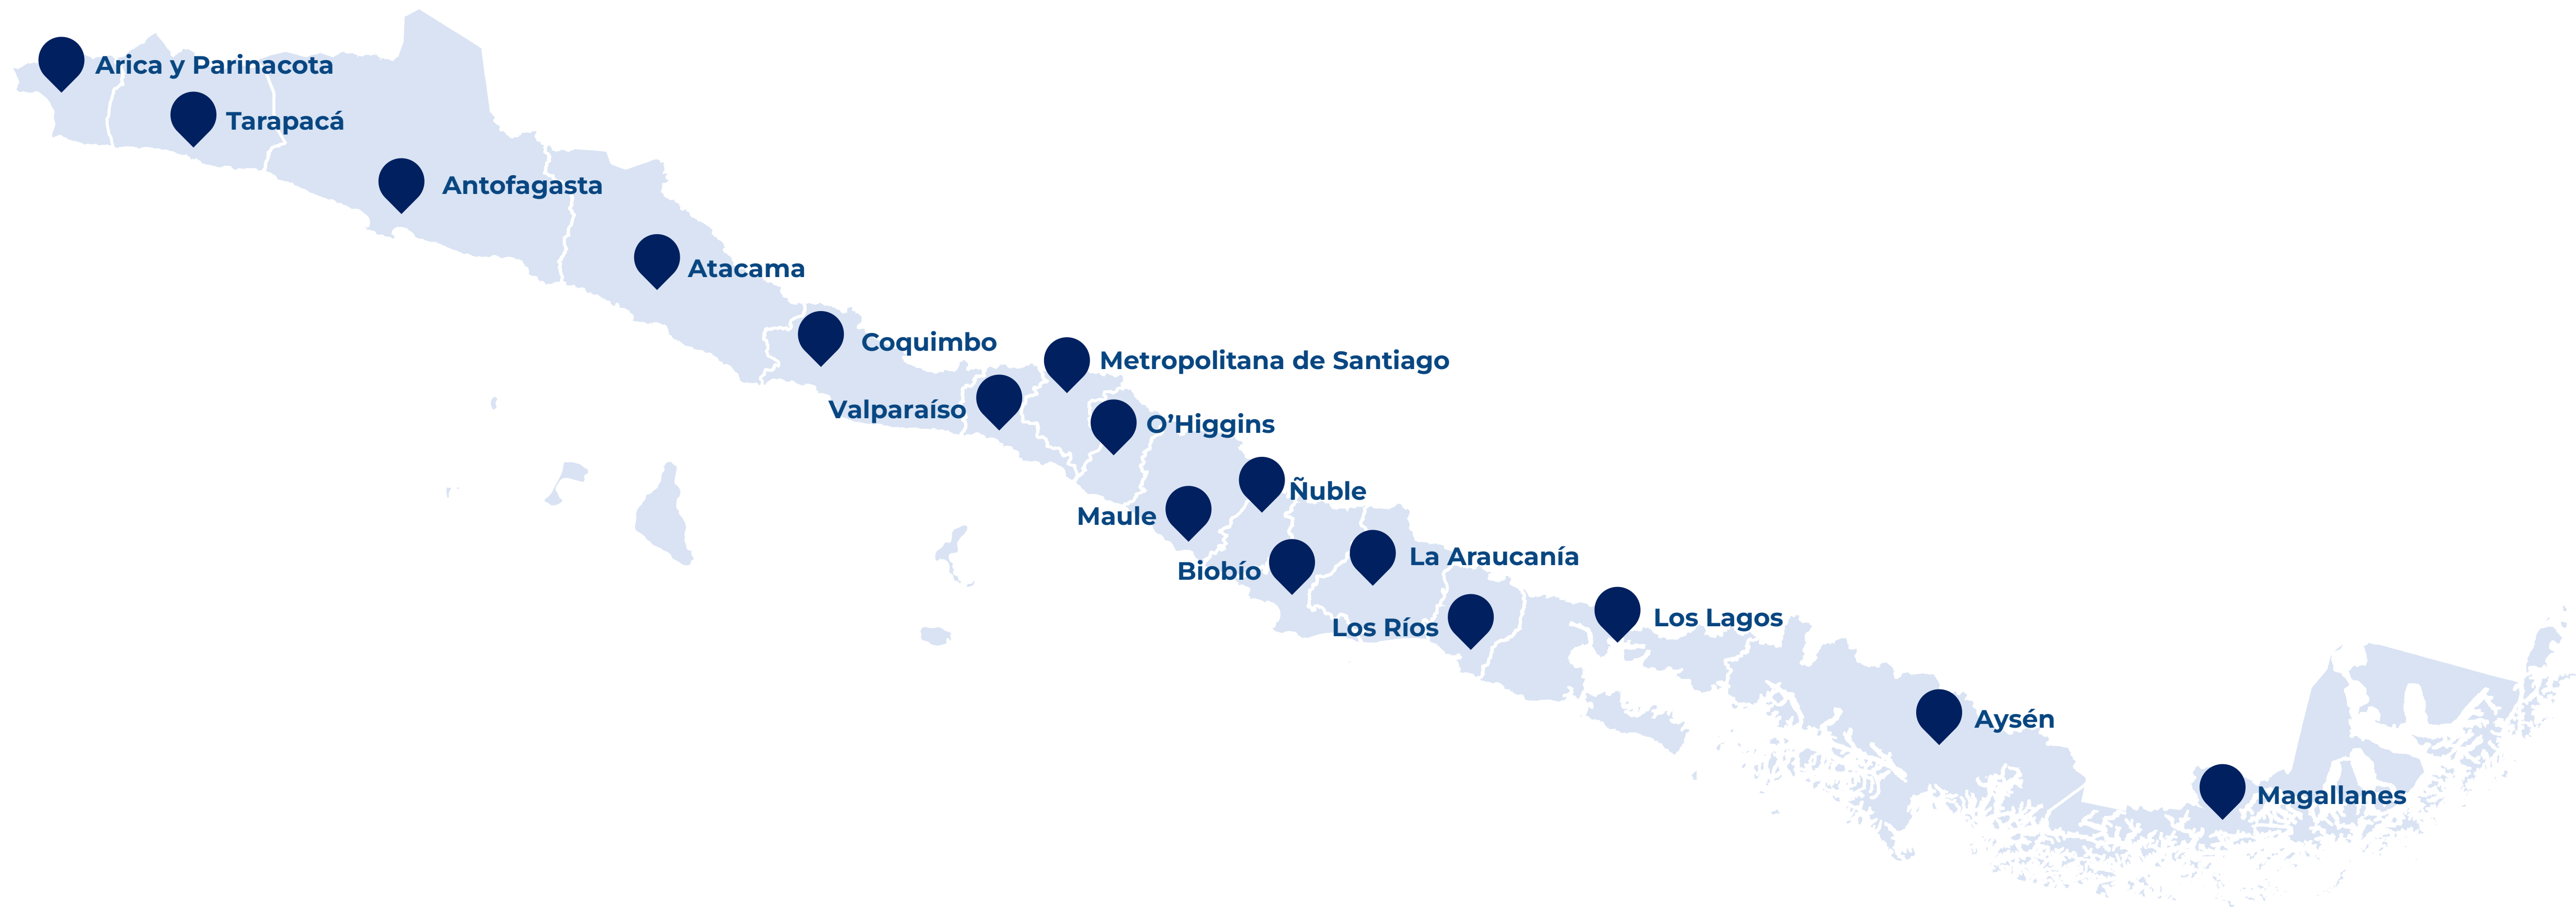 Arica y Parinacota
Tarapacá
Antofagasta
Atacama
Coquimbo
Metropolitana de Santiago
Valparaíso
O’Higgins
Ñuble
Maule
La Araucanía
Biobío
Los Lagos
Los Ríos
Aysén
Magallanes